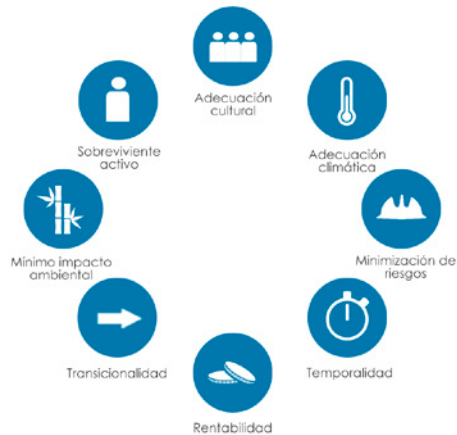 Adecuación
cultural
Sobreviviente
activo
Adecuación
climática
Mínimo impacto
ambiental
Minimización de
riesgos
Transicionalidad
Temporalidad
Rentabilidad